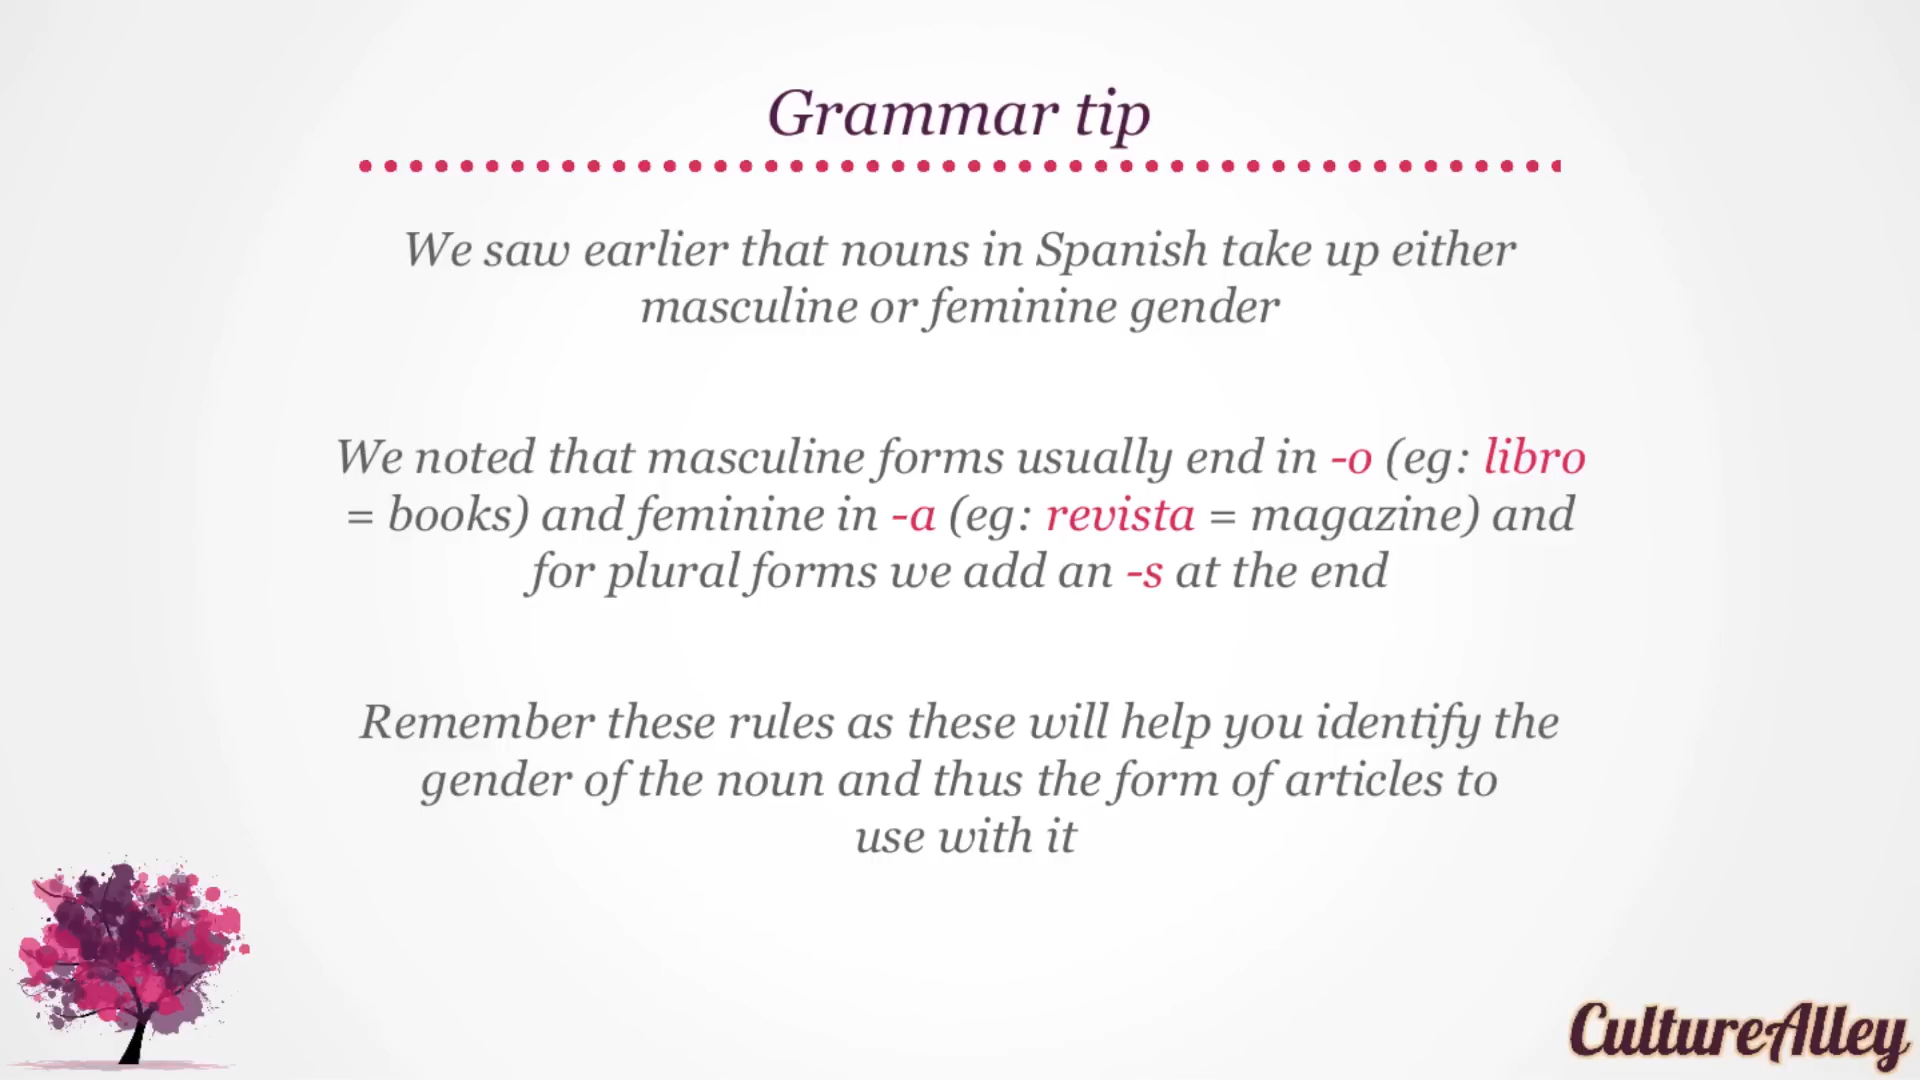 Grammar tip
We saw earlier that nouns in Spanish take up either
masculine or feminine gender
We noted that masculine forms usually end in -o (eg: libro
= books) and feminine in -a (eg: revista = magazine) and
for plural forms we add an -s at the end
Remember these rules as these will help you identify the
gender of the noun and thus the form of articles to
use with it
CultureAlley